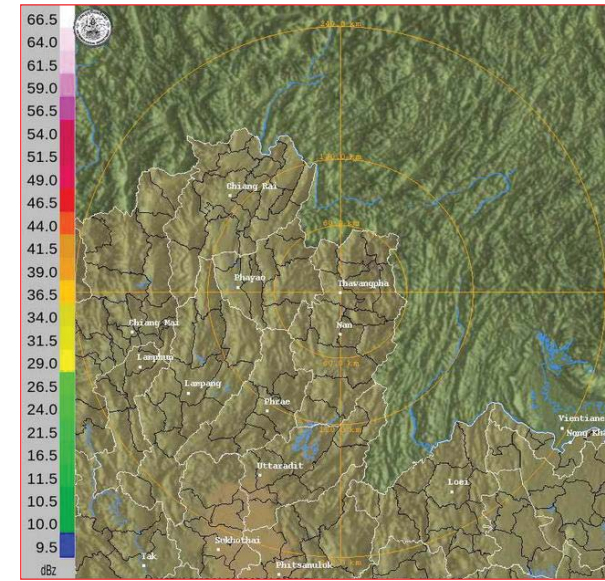 66.5
64.0
61.5
59.0
56.5
54.0
51.5
49.0
46.5
44.0
41.5
39.0
36.5
34.0
31.5
29.0
26.5
24.0
21.5
16.5
11.5
10.5
10.0
9.5
dBz
Chiang Rai
Phayao
Thawangpha
Chiang Mai
Nan
Lamphun
Lampang
Phrae
Vientiane
Nong Kha
Uttaradit
Loei
Sukhothai
Tak
Phitsanulok